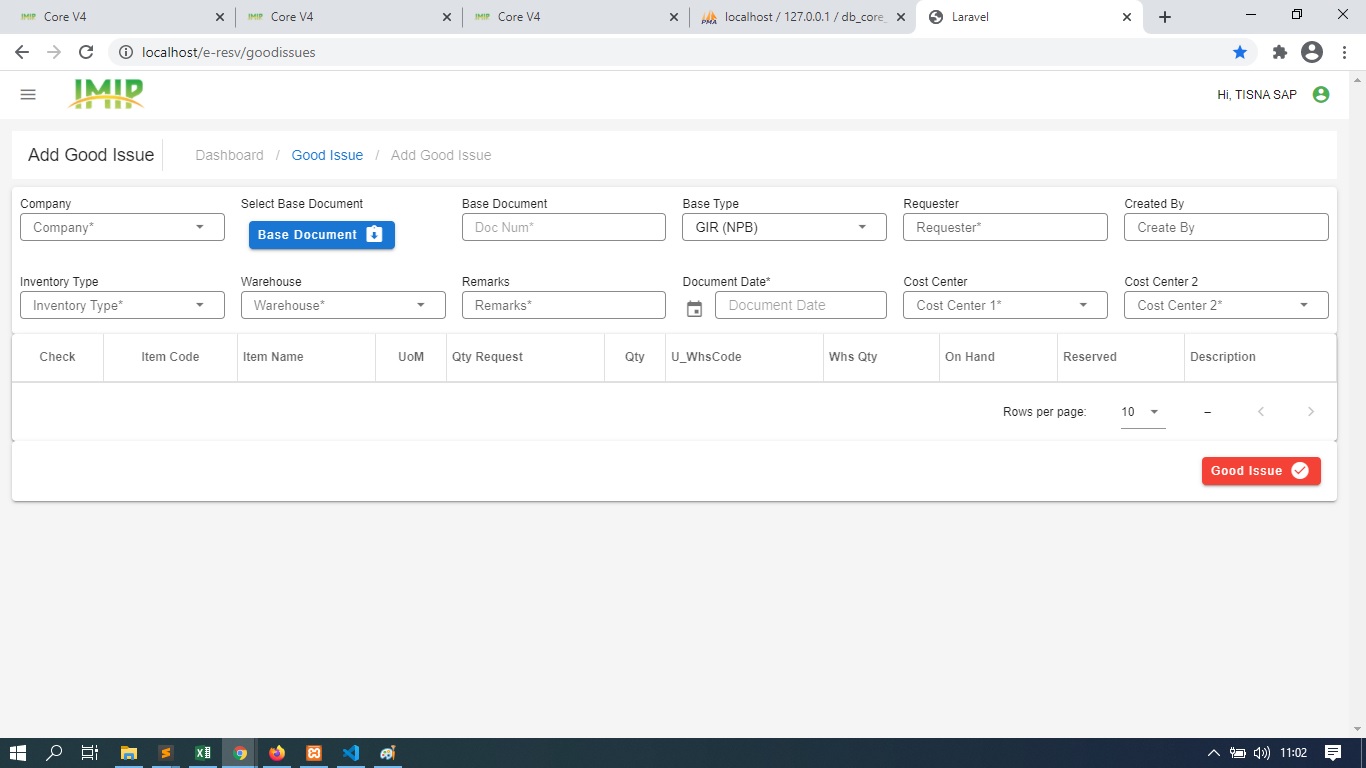 IMIP Core V4
IMIP Core V4
IMIP Core V4
PMA localhost / 127.0.0.1 / db_core_
Laravel
localhost/e-resv/goodissues
IMIP
Hi, TISNA SAP
Add Good Issue
Dashboard / Good Issue / Add Good Issue
Company Select Base Document Base Document Base Type Requester Created By
Company* Base Document Doc Num* GIR (NPB) Requester* Create By
Inventory Type Warehouse Remarks Document Date* Cost Center Cost Center 2
Inventory Type* Warehouse* Remarks* Document Date Cost Center 1* Cost Center 2*
Check Item Code Item Name UoM Qty Request Qty U_WhsCode Whs Qty On Hand Reserved Description
Rows per page: 10 –
Good Issue
11:02